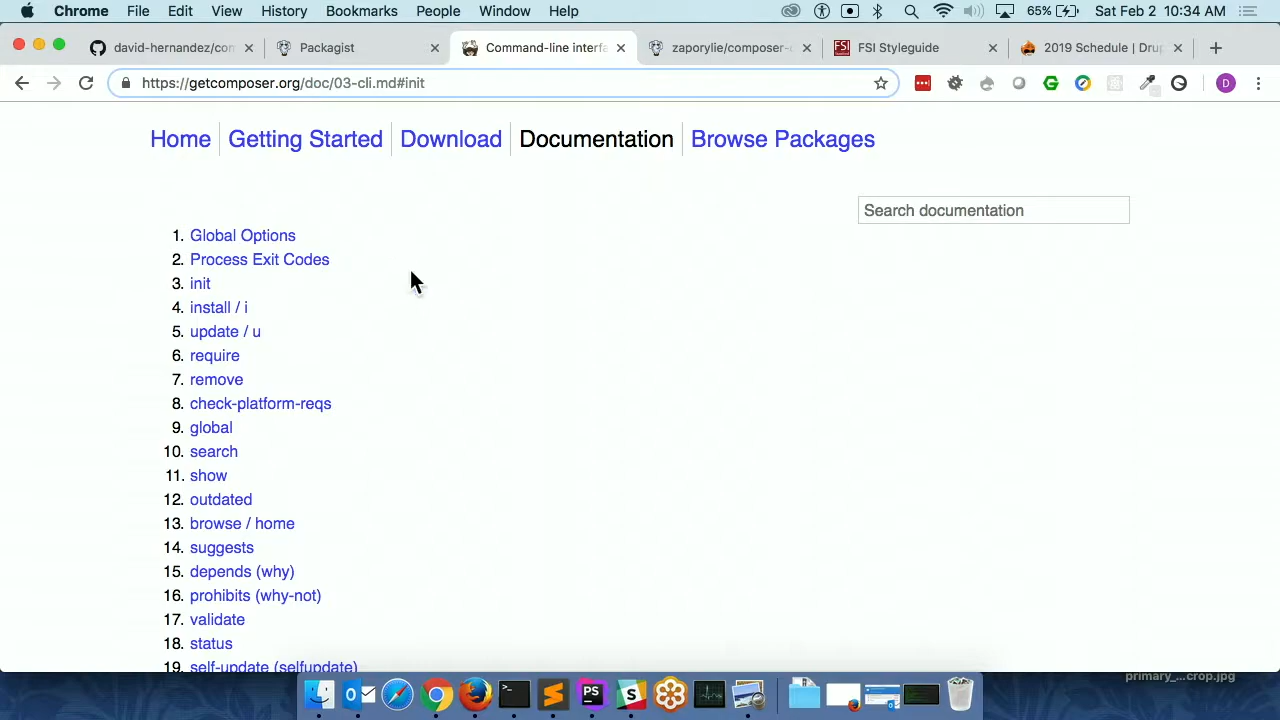 Chrome File Edit View History Bookmarks People Window Help 65% Sat Feb 2 10:34 AM
david-hernandez/con Packagist Command-line interfa zaporylie/composer- FSI FSI Styleguide 2019 Schedule | Dru
https://getcomposer.org/doc/03-cli.md#init D
Home Getting Started Download Documentation Browse Packages
Search documentation
1. Global Options
2. Process Exit Codes
3. init
4. install / i
5. update / u
6. require
7. remove
8. check-platform-reqs
9. global
10. search
11. show
12. outdated
13. browse / home
14. suggests
15. depends (why)
16. prohibits (why-not)
17. validate
18. status
19. self-update (selfupdate)
primary_...crop.jpg
PS S